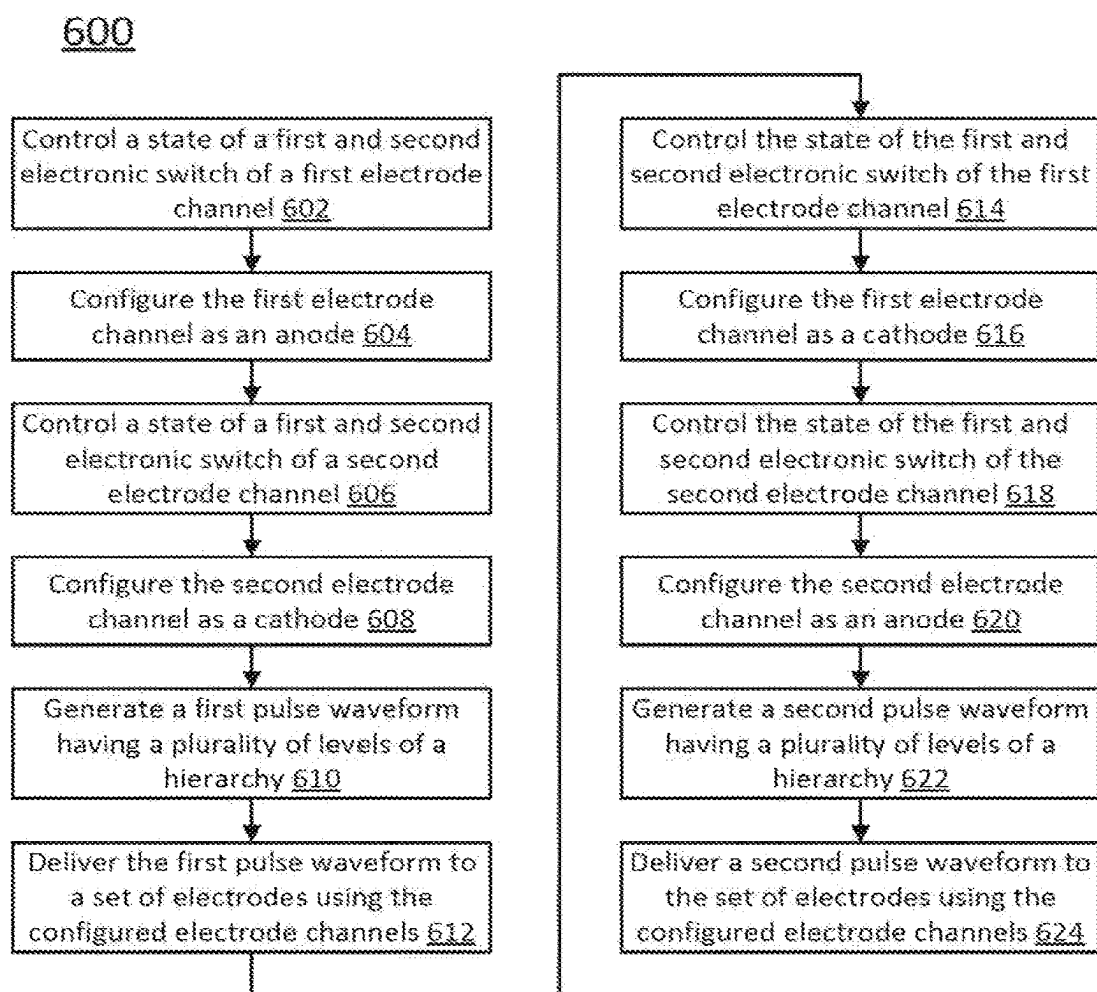 600
Control a state of a first and second
electronic switch of a first electrode
channel 602
Configure the first electrode
channel as an anode 604
Control a state of a first and second
electronic switch of a second
electrode channel 606
Configure the second electrode
channel as a cathode 608
Generate a first pulse waveform
having a plurality of levels of a
hierarchy 610
Deliver the first pulse waveform to
a set of electrodes using the
configured electrode channels 612
Control the state of the first and
second electronic switch of the first
electrode channel 614
Configure the first electrode
channel as a cathode 616
Control the state of the first and
second electronic switch of the
second electrode channel 618
Configure the second electrode
channel as an anode 620
Generate a second pulse waveform
having a plurality of levels of a
hierarchy 622
Deliver a second pulse waveform to
the set of electrodes using the
configured electrode channels 624